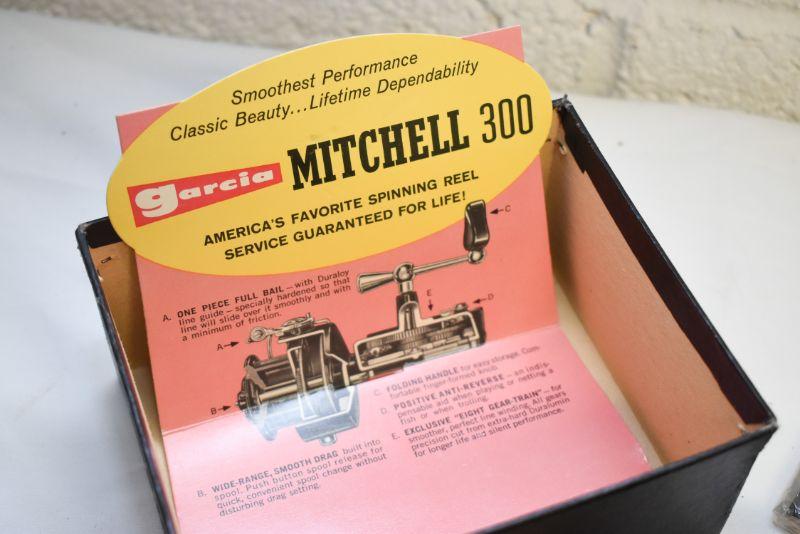 Smoothest Performance
Classic Beauty...Lifetime Dependability
garcia MITCHELL 300
AMERICA'S FAVORITE SPINNING REEL
SERVICE GUARANTEED FOR LIFE!
A. ONE PIECE FULL BAIL – with Duraloy
line guide – specially hardened so that
line will slide over it smoothly and with
a minimum of friction.
A
B
C
D
E
C. FOLDING HANDLE for easy storage. Com-
fortable finger-formed knob.
D. POSITIVE ANTI-REVERSE – an indis-
pensable aid when playing or netting a
fish or when trolling.
E. EXCLUSIVE "EIGHT GEAR-TRAIN" – for
smoother, perfect line winding. All gears
precision cut from extra-hard Duralumin
for longer life and silent performance.
B. WIDE-RANGE, SMOOTH DRAG built into
spool. Push button spool release for
quick, convenient spool change without
disturbing drag setting.